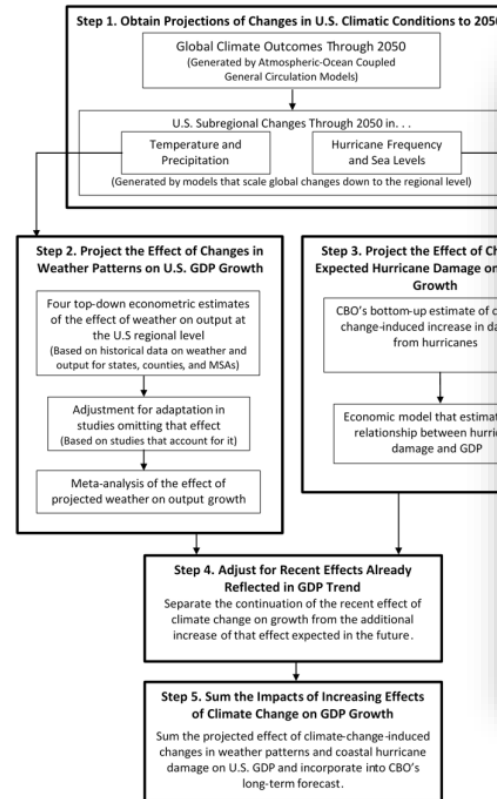 Step 1. Obtain Projections of Changes in U.S. Climatic Conditions to 2050
Global Climate Outcomes Through 2050
(Generated by Atmospheric-Ocean Coupled
General Circulation Models)
U.S. Subregional Changes Through 2050 in. . .
Temperature and
Precipitation
Hurricane Frequency
and Sea Levels
(Generated by models that scale global changes down to the regional level)
Step 2. Project the Effect of Changes in
Weather Patterns on U.S. GDP Growth
Four top-down econometric estimates
of the effect of weather on output at
the U.S regional level
(Based on historical data on weather and
output for states, counties, and MSAs)
Adjustment for adaptation in
studies omitting that effect
(Based on studies that account for it)
Meta-analysis of the effect of
projected weather on output growth
Step 3. Project the Effect of
Expected Hurricane Damage on
Growth
CBO's bottom-up estimate of
change-induced increase in
from hurricanes
Economic model that
relationship between
damage and GDP
Step 4. Adjust for Recent Effects Already
Reflected in GDP Trend
Separate the continuation of the recent effect of
climate change on growth from the additional
increase of that effect expected in the future.
Step 5. Sum the Impacts of Increasing Effects
of Climate Change on GDP Growth
Sum the projected effect of climate-change-induced
changes in weather patterns and coastal hurricane
damage on U.S. GDP and incorporate into CBO's
long-term forecast.